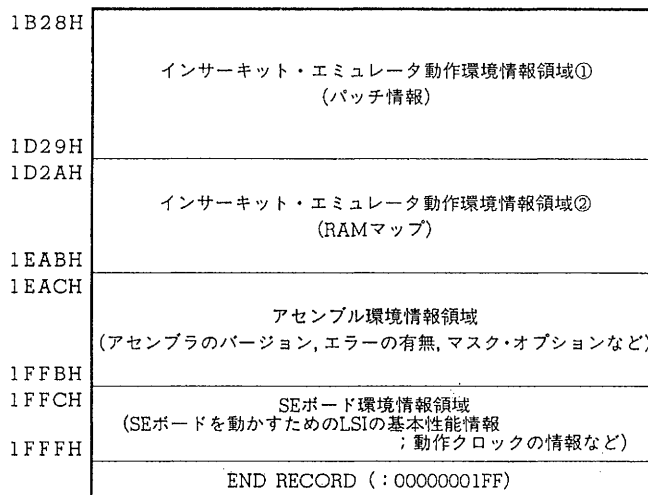 1B28H
インサーキット・エミュレータ動作環境情報領域①
(パッチ情報)
1D29H
1D2AH
インサーキット・エミュレータ動作環境情報領域②
(RAMマップ)
1EABH
1EACH
アセンブル環境情報領域
(アセンブラのバージョン,エラーの有無,マスク・オプションなど)
1FFBH
1FFCH
SEボード環境情報領域
(SEボードを動かすためのLSIの基本性能情報
;動作クロックの情報など)
1FFFH
END RECORD (:00000001FF)